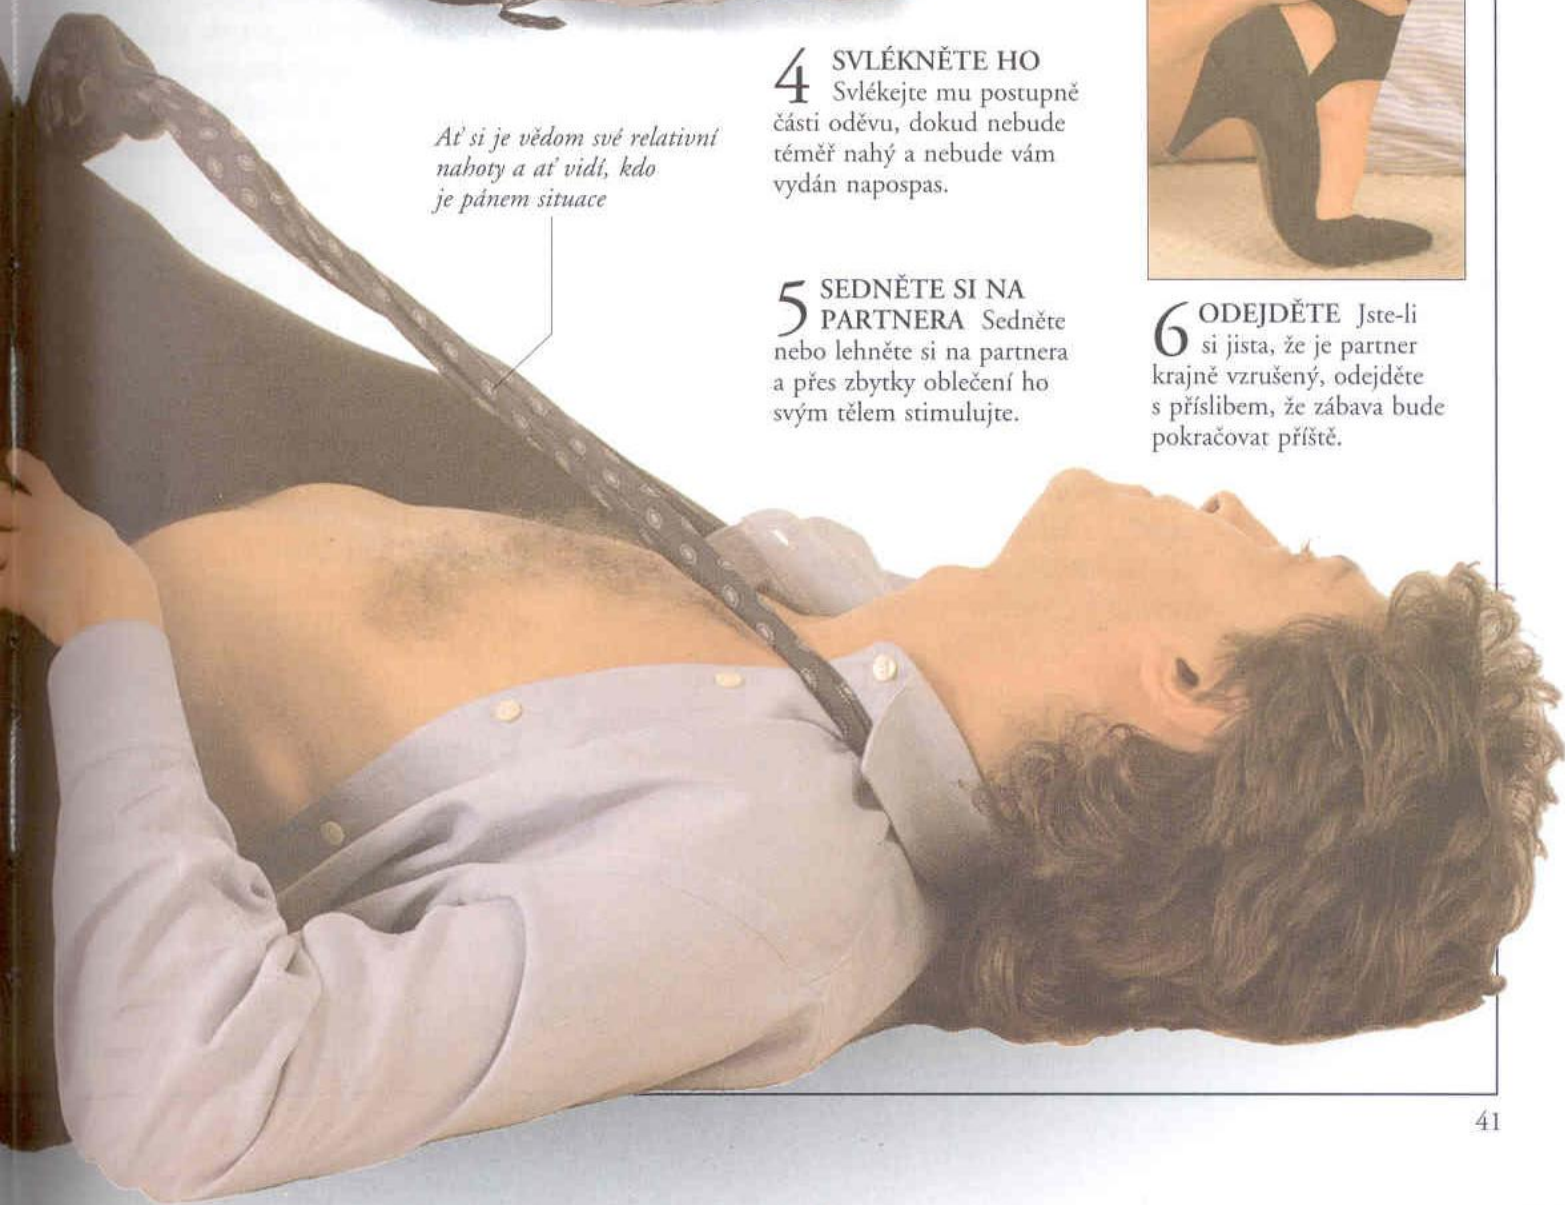 Ať si je vědom své relativní
nahoty a ať vidí, kdo
je pánem situace
4 SVLÉKNĚTE HO
Svlékejte mu postupně
části oděvu, dokud nebude
téměř nahý a nebude vám
vydán napospas.
5 SEDNĚTE SI NA
PARTNERA Sedněte
nebo lehněte si na partnera
a přes zbytky oblečení ho
svým tělem stimulujte.
6 ODEJDĚTE Jste-li
si jista, že je partner
krajně vzrušený, odejděte
s příslibem, že zábava bude
pokračovat příště.
41